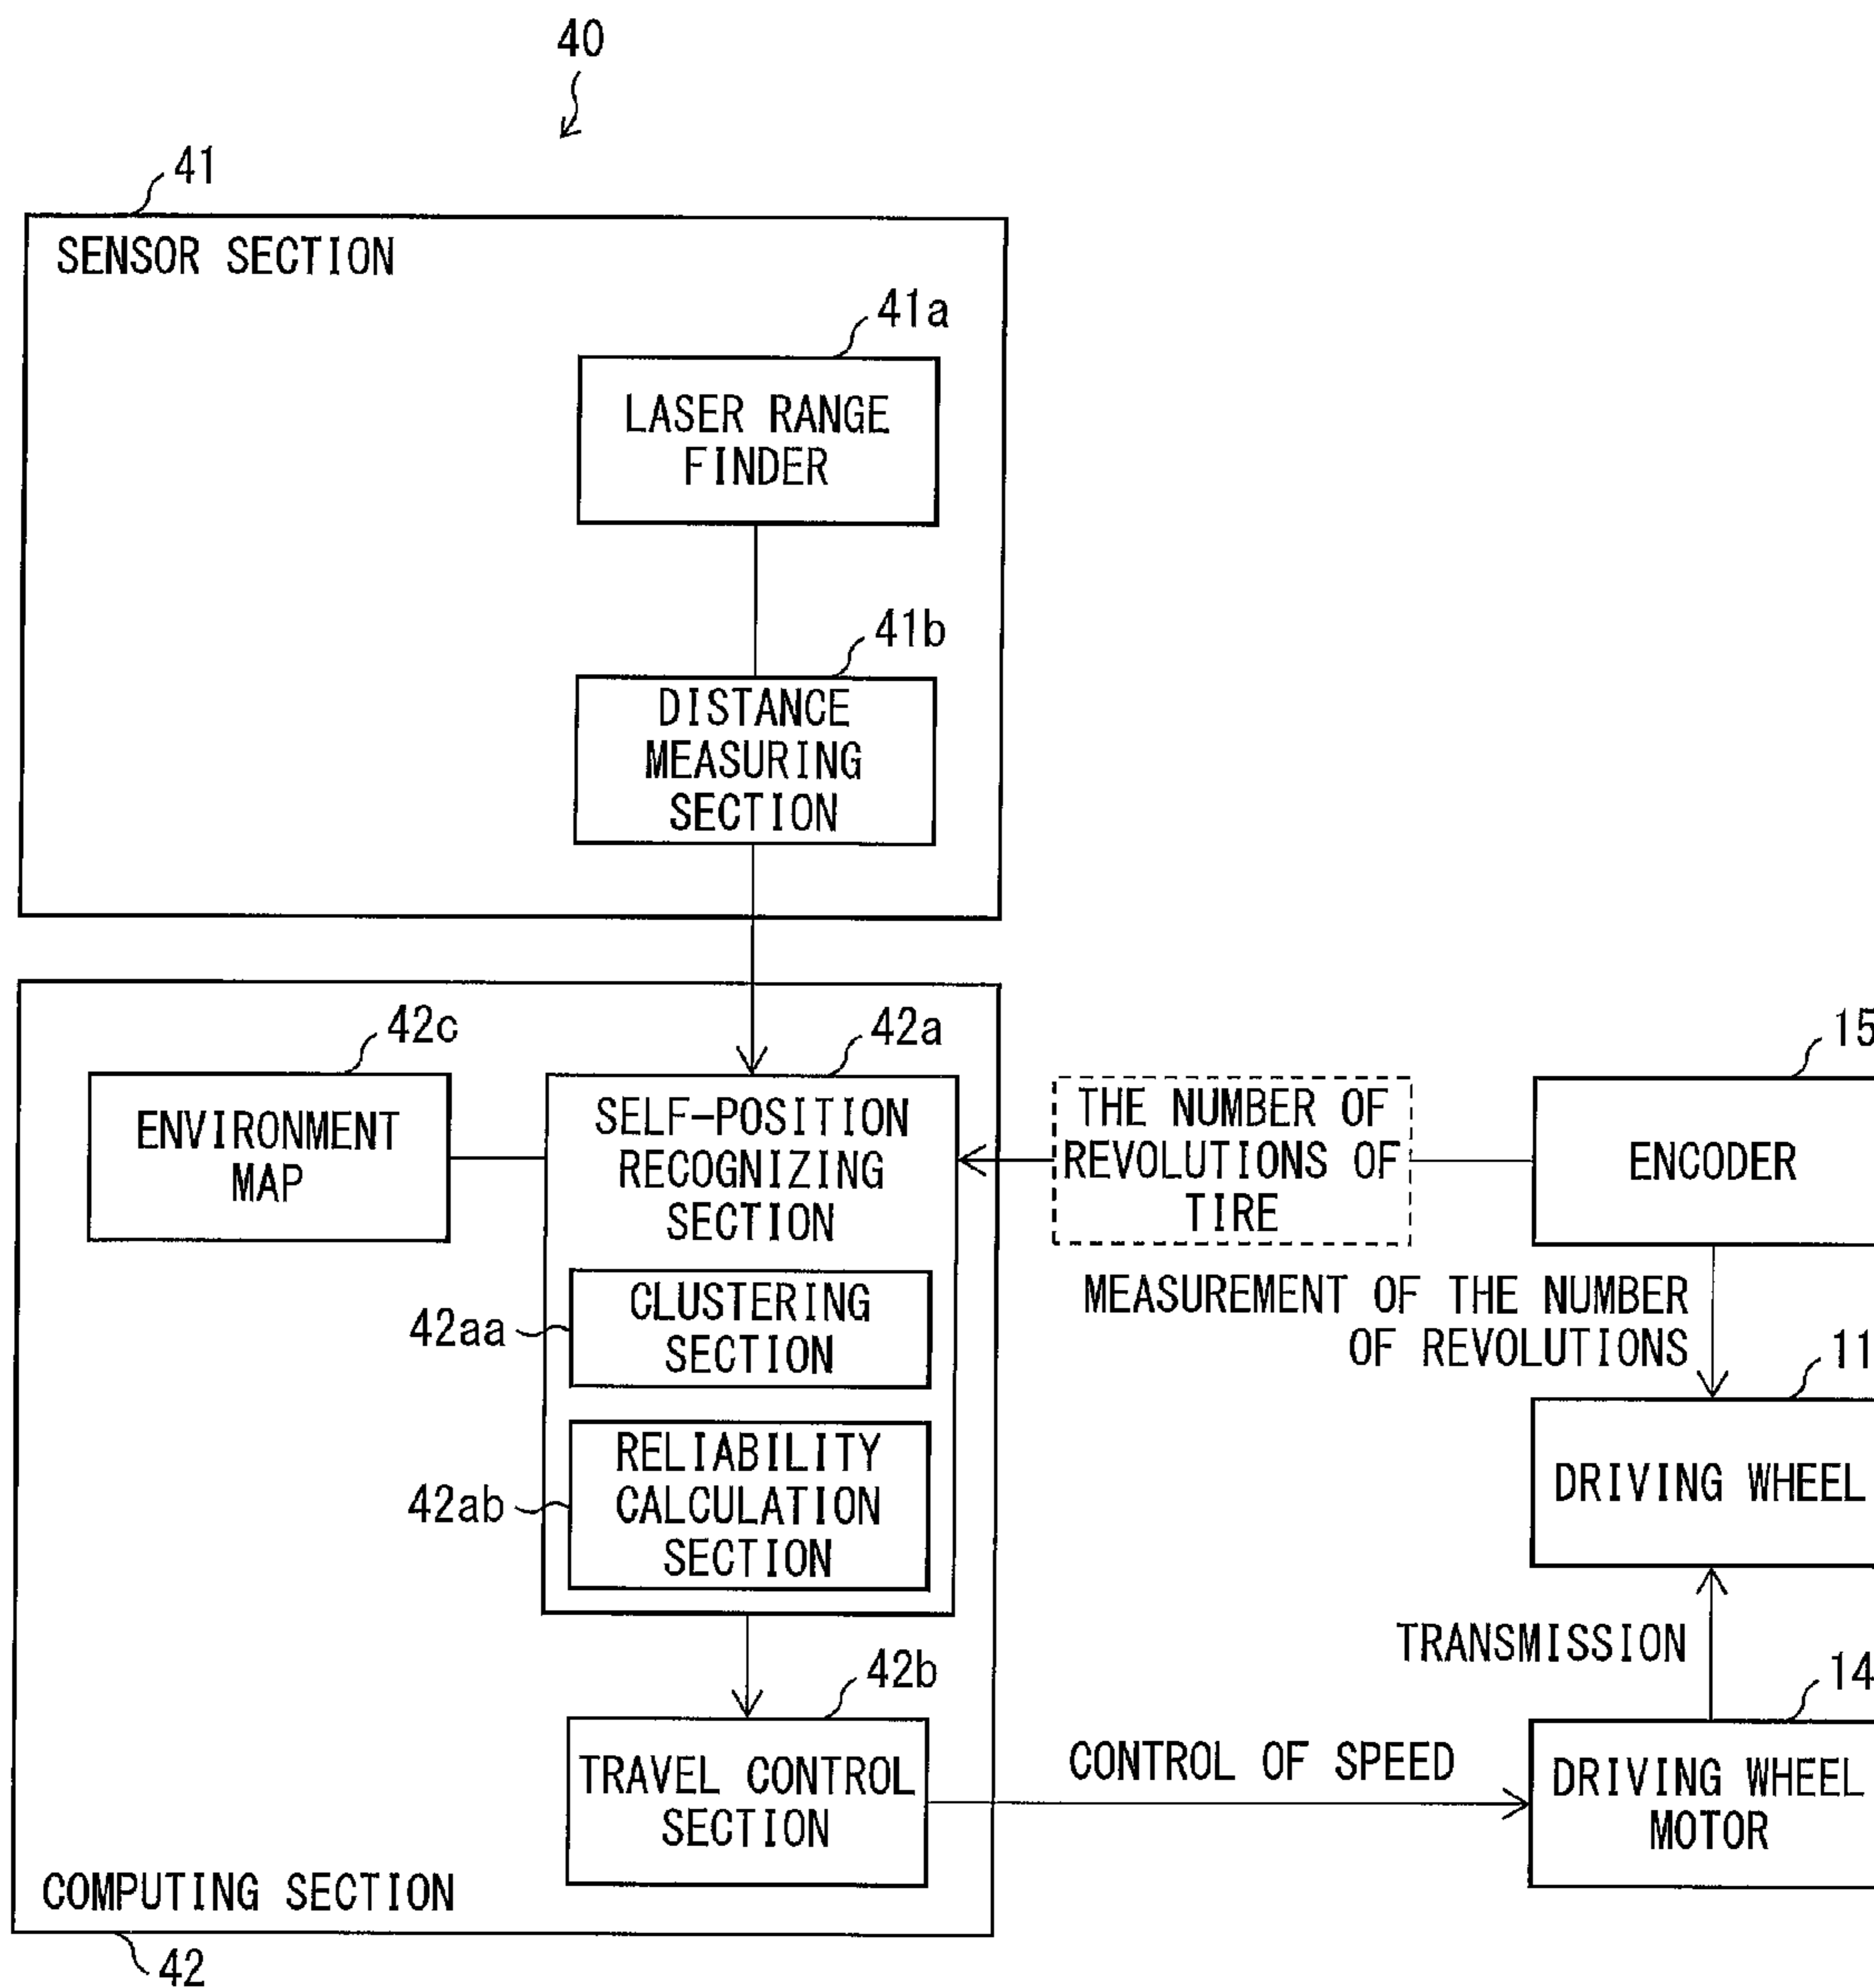 40
41
SENSOR SECTION
41a
LASER RANGE
FINDER
41b
DISTANCE
MEASURING
SECTION
42c
ENVIRONMENT
MAP
42a
SELF-POSITION
RECOGNIZING
SECTION
42aa
CLUSTERING
SECTION
42ab
RELIABILITY
CALCULATION
SECTION
42b
TRAVEL CONTROL
SECTION
COMPUTING SECTION
42
THE NUMBER OF
REVOLUTIONS OF
TIRE
15
ENCODER
MEASUREMENT OF THE NUMBER
OF REVOLUTIONS
11
DRIVING WHEEL
TRANSMISSION
14
CONTROL OF SPEED
DRIVING WHEEL
MOTOR